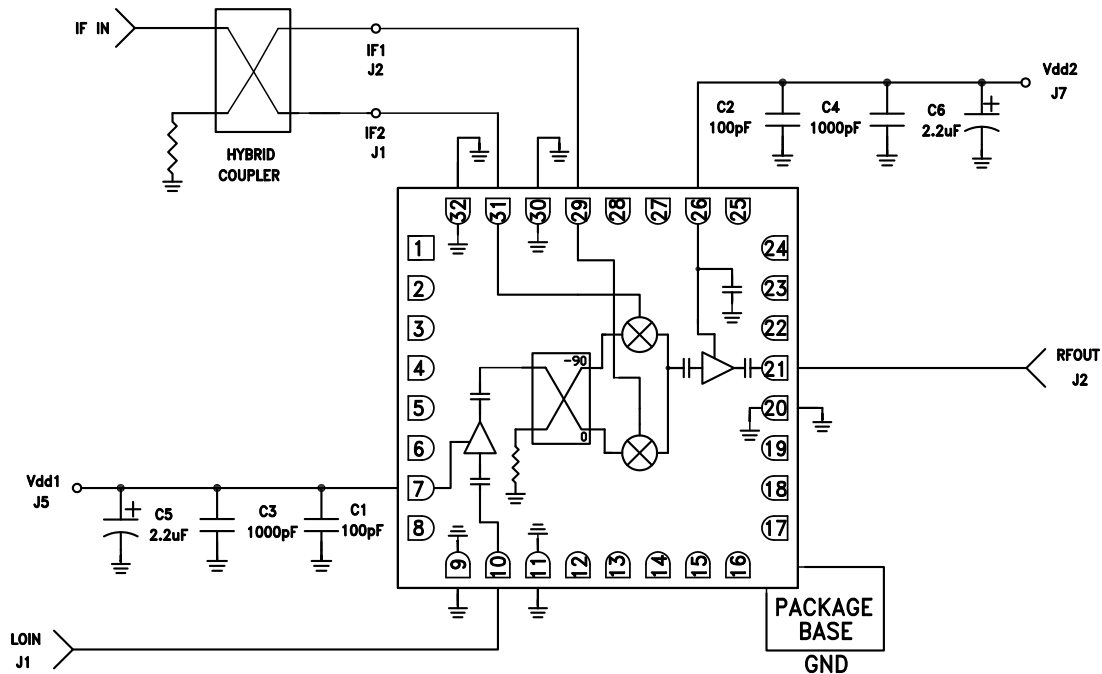 IF IN
HYBRID
COUPLER
IF1
J2
IF2
J1
Vdd2
J7
C2
100pF
C4
1000pF
C6
2.2uF
+
32
31
30
29
28
27
26
25
1
2
3
4
5
6
7
8
24
23
22
21
20
19
18
17
-90
0
RFOUT
J2
Vdd1
J5
+
C5
2.2uF
C3
1000pF
C1
100pF
9
10
11
12
13
14
15
16
LOIN
J1
PACKAGE
BASE
GND